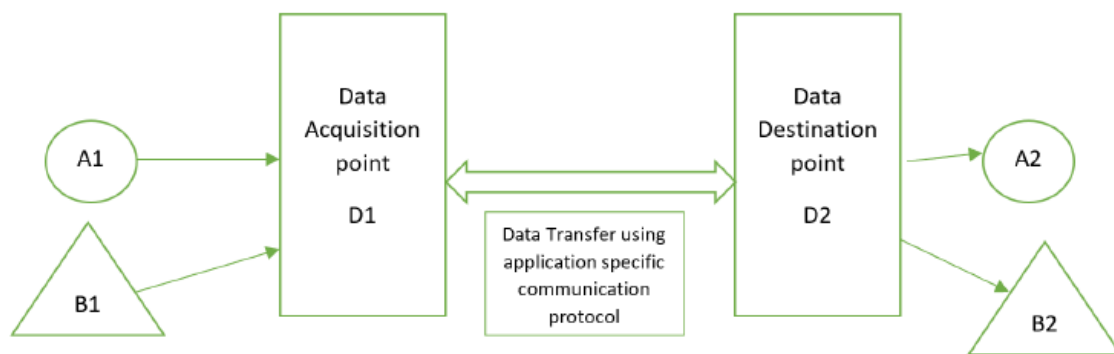 A1
B1
Data
Acquisition
point
D1
Data Transfer using
application specific
communication
protocol
Data
Destination
point
D2
A2
B2